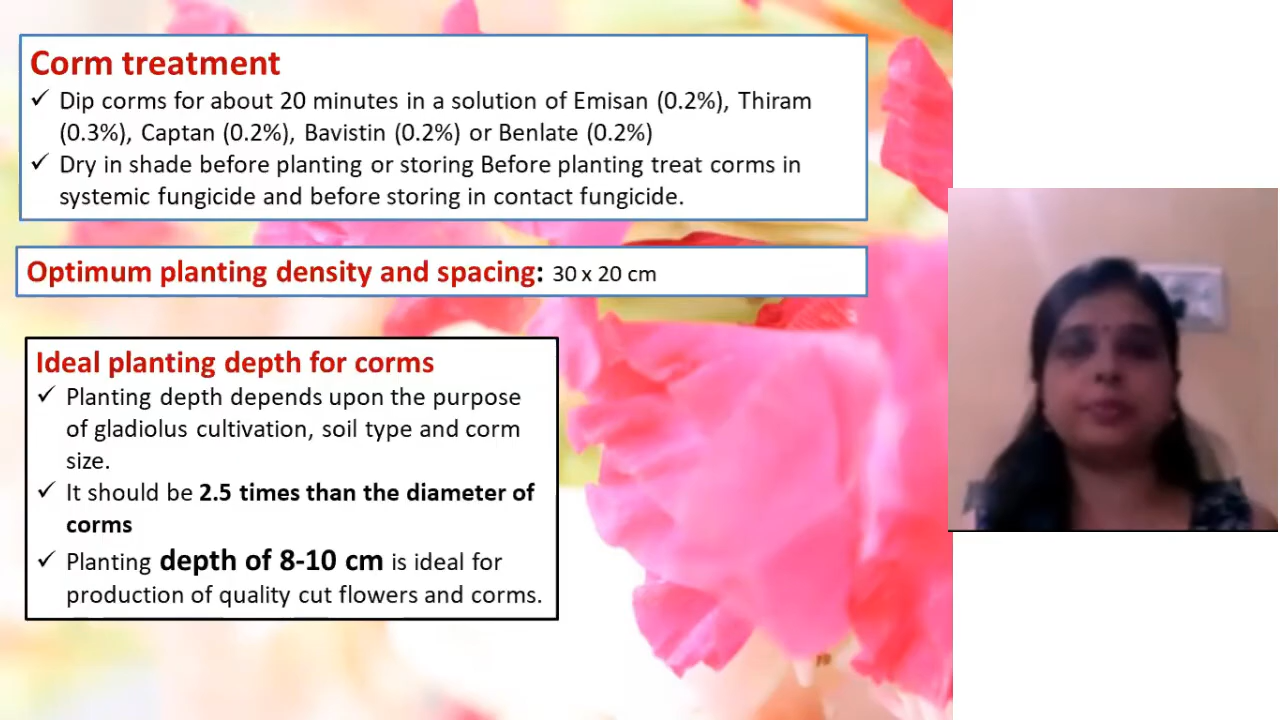 Corm treatment
✓ Dip corms for about 20 minutes in a solution of Emisan (0.2%), Thiram
(0.3%), Captan (0.2%), Bavistin (0.2%) or Benlate (0.2%)
✓ Dry in shade before planting or storing Before planting treat corms in
systemic fungicide and before storing in contact fungicide.
Optimum planting density and spacing: 30 x 20 cm
Ideal planting depth for corms
✓ Planting depth depends upon the purpose
of gladiolus cultivation, soil type and corm
size.
✓ It should be 2.5 times than the diameter of
corms
✓ Planting depth of 8-10 cm is ideal for
production of quality cut flowers and corms.